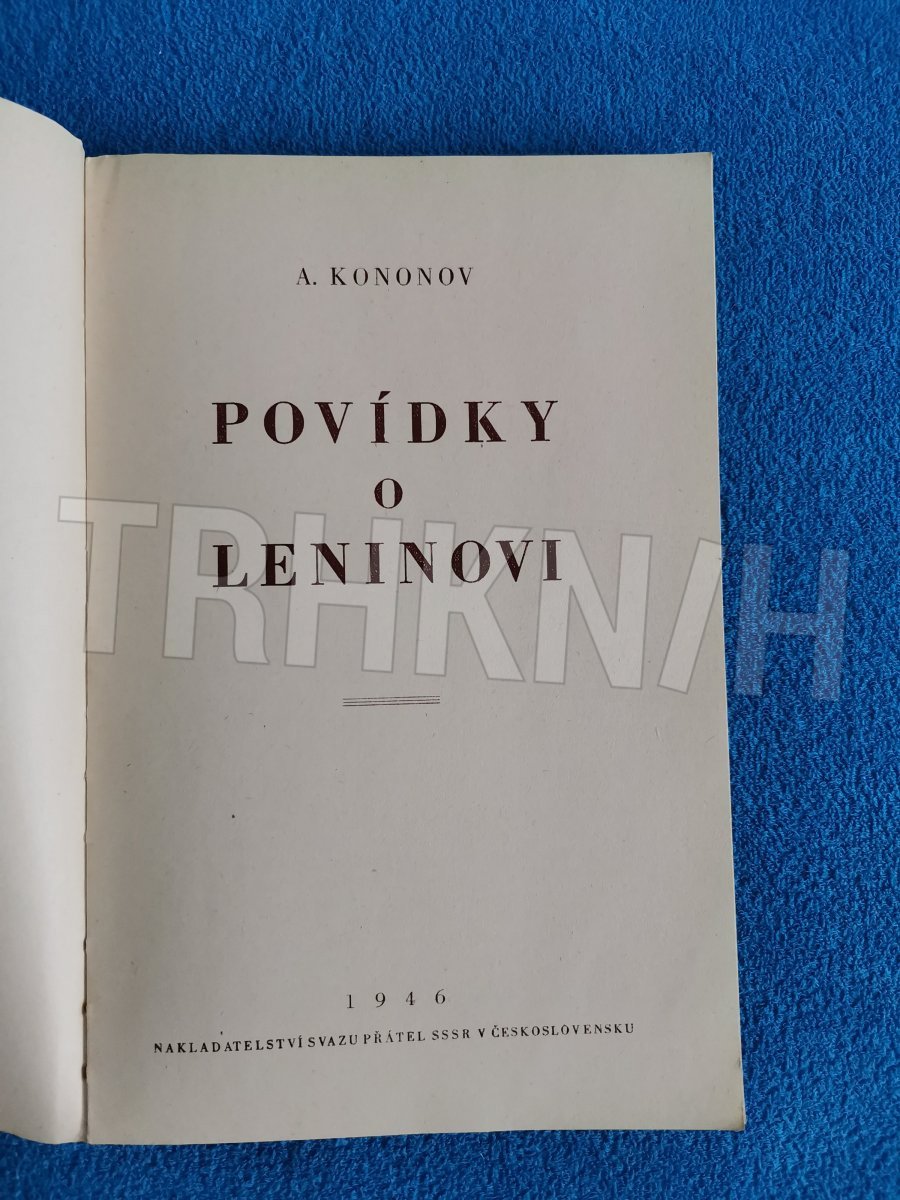 A. KONONOV
POVÍDKY
O
LENINOVI
TRHKNIH
1946
NAKLADATELSTVÍ SVAZU PŘÁTEL SSSR V ČESKOSLOVENSKU